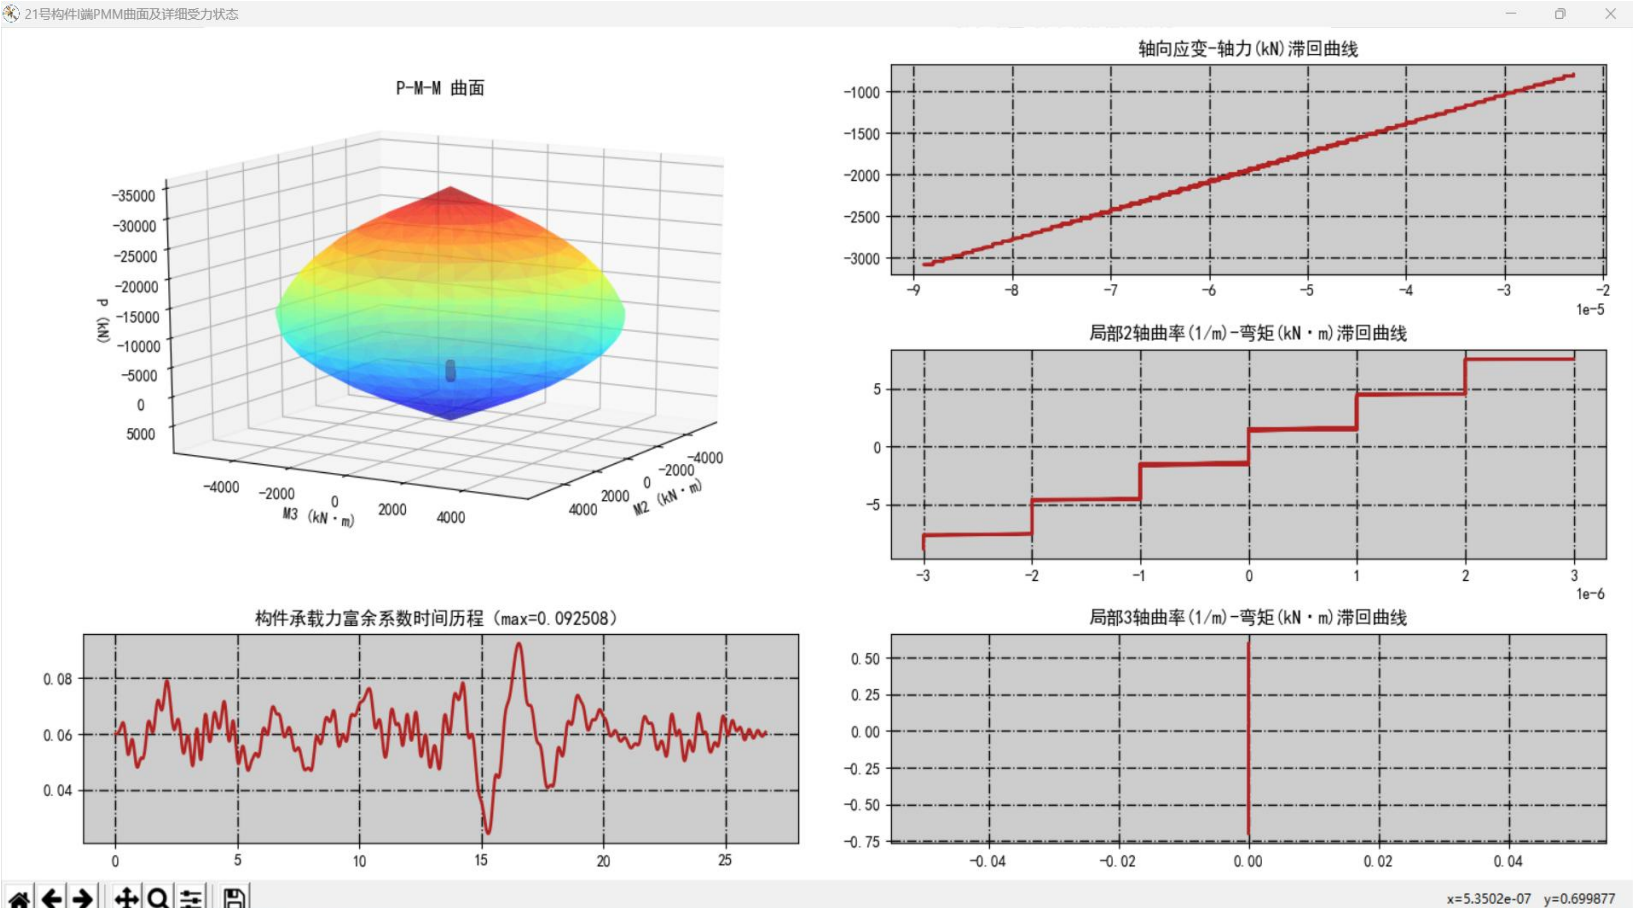 21号构件I端PMM曲面及详细受力状态
P-M-M 曲面
-35000
-30000
-25000
-20000
-15000
-10000
-5000
0
5000
P (kN)
-4000
-2000
0
2000
4000
M3 (kN·m)
4000
2000
0
-2000
-4000
M2 (kN·m)
轴向应变-轴力(kN)滞回曲线
-1000
-1500
-2000
-2500
-3000
-9 -8 -7 -6 -5 -4 -3 -2
1e-5
局部2轴曲率(1/m)-弯矩(kN·m)滞回曲线
5
0
-5
-3 -2 -1 0 1 2 3
1e-6
构件承载力富余系数时间历程 (max=0.092508)
0.08
0.06
0.04
0 5 10 15 20 25
局部3轴曲率(1/m)-弯矩(kN·m)滞回曲线
0.50
0.25
0.00
-0.25
-0.50
-0.75
-0.04 -0.02 0.00 0.02 0.04
x=5.3502e-07 y=0.699877